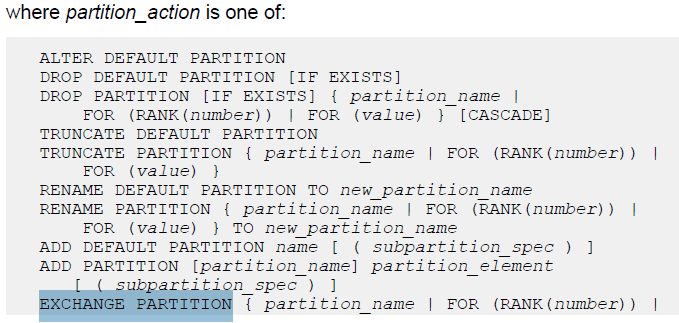 where partition_action is one of:
ALTER DEFAULT PARTITION
DROP DEFAULT PARTITION [IF EXISTS]
DROP PARTITION [IF EXISTS] { partition_name |
FOR (RANK(number)) | FOR (value) } [CASCADE]
TRUNCATE DEFAULT PARTITION
TRUNCATE PARTITION { partition_name | FOR (RANK(number)) |
FOR (value) }
RENAME DEFAULT PARTITION TO new_partition_name
RENAME PARTITION { partition_name | FOR (RANK(number)) |
FOR (value) } TO new_partition_name
ADD DEFAULT PARTITION name [ ( subpartition_spec ) ]
ADD PARTITION [partition_name] partition_element
[ ( subpartition_spec ) ]
EXCHANGE PARTITION { partition_name | FOR (RANK(number)) |